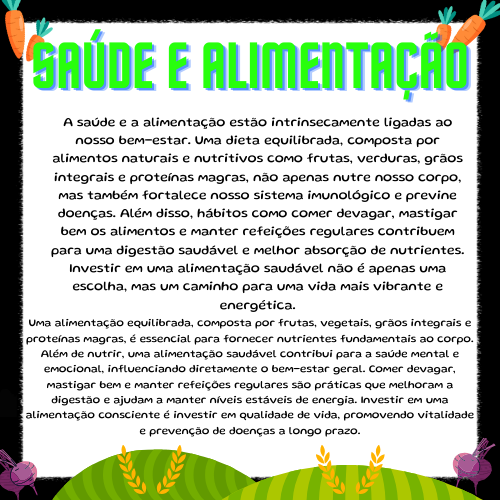 SAÚDE E ALIMENTAÇÃO
A saúde e a alimentação estão intrinsecamente ligadas ao
nosso bem-estar. Uma dieta equilibrada, composta por
alimentos naturais e nutritivos como frutas, verduras, grãos
integrais e proteínas magras, não apenas nutre nosso corpo,
mas também fortalece nosso sistema imunológico e previne
doenças. Além disso, hábitos como comer devagar, mastigar
bem os alimentos e manter refeições regulares contribuem
para uma digestão saudável e melhor absorção de nutrientes.
Investir em uma alimentação saudável não é apenas uma
escolha, mas um caminho para uma vida mais vibrante e
energética.
Uma alimentação equilibrada, composta por frutas, vegetais, grãos integrais e
proteínas magras, é essencial para fornecer nutrientes fundamentais ao corpo.
Além de nutrir, uma alimentação saudável contribui para a saúde mental e
emocional, influenciando diretamente o bem-estar geral. Comer devagar,
mastigar bem e manter refeições regulares são práticas que melhoram a
digestão e ajudam a manter níveis estáveis de energia. Investir em uma
alimentação consciente é investir em qualidade de vida, promovendo vitalidade
e prevenção de doenças a longo prazo.